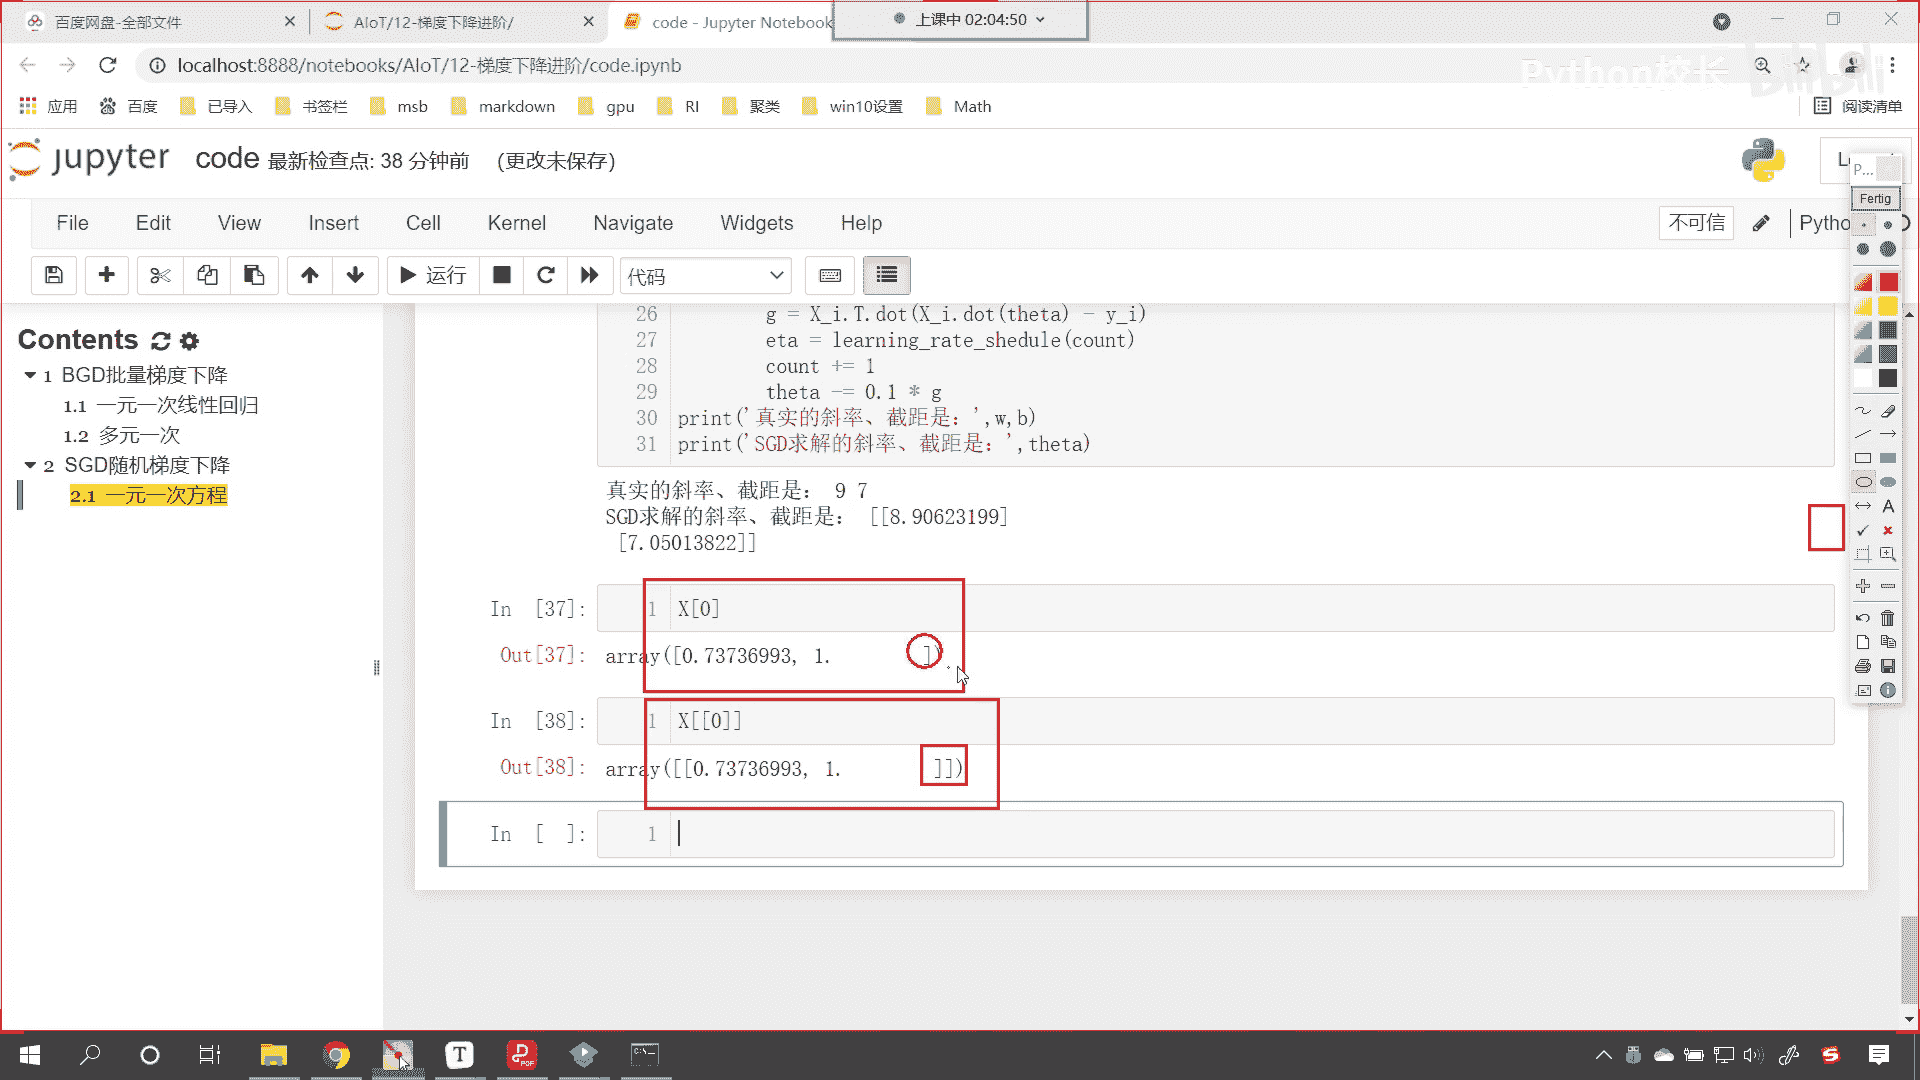 百度网盘-全部文件
AIoT/12-梯度下降进阶/
code - Jupyter Notebook
上课中 02:04:50
localhost:8888/notebooks/AIoT/12-梯度下降进阶/code.ipynb
Python校长
bilibili
应用
百度
已导入
书签栏
msb
markdown
gpu
RI
聚类
win10设置
Math
阅读清单
jupyter
code 最新检查点: 38 分钟前 (更改未保存)
P...
Fertig
File Edit View Insert Cell Kernel Navigate Widgets Help
不可信
运行
代码
Contents
1 BGD批量梯度下降
1.1 一元一次线性回归
1.2 多元一次
2 SGD随机梯度下降
2.1 一元一次方程
26 g = X_i.T.dot(X_i.dot(theta) - y_i)
27 eta = learning_rate_shedule(count)
28 count += 1
29 theta -= 0.1 * g
30 print('真实的斜率、截距是：',w,b)
31 print('SGD求解的斜率、截距是：',theta)
真实的斜率、截距是： 9 7
SGD求解的斜率、截距是： [[8.90623199]
[7.05013822]]
In [37]: 1 X[0]
Out[37]: array([0.73736993, 1. ])
In [38]: 1 X[[0]]
Out[38]: array([[0.73736993, 1. ]])
In [ ]: 1